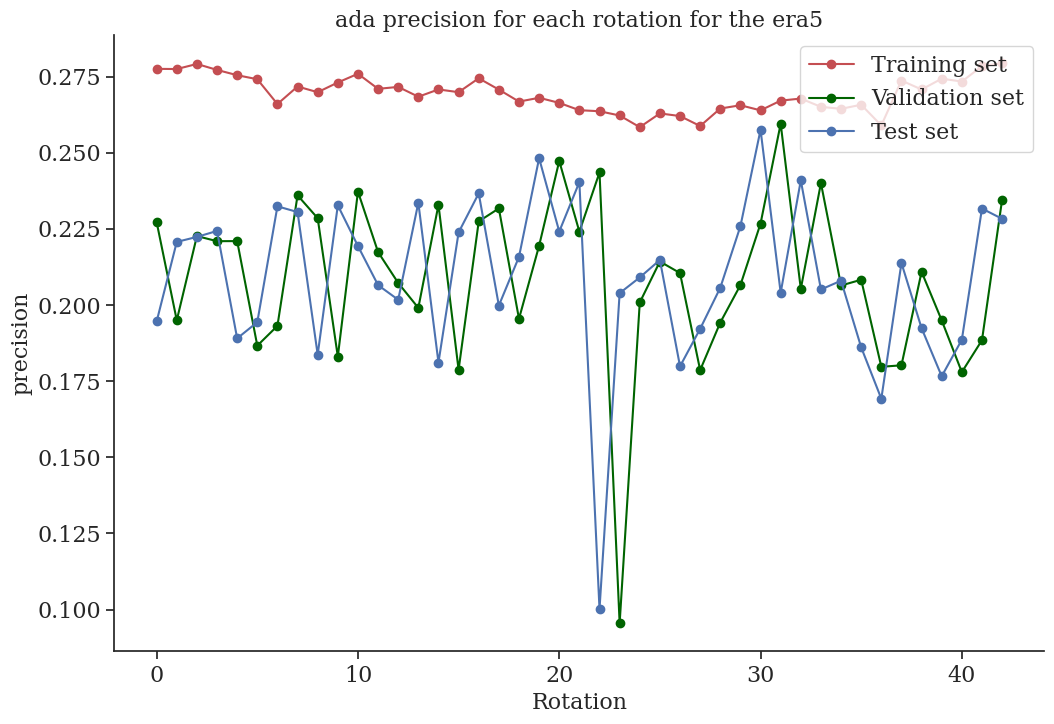 ada precision for each rotation for the era5
Training set
Validation set
Test set
0.275
0.250
0.225
0.200
0.175
0.150
0.125
0.100
precision
0
10
20
30
40
Rotation